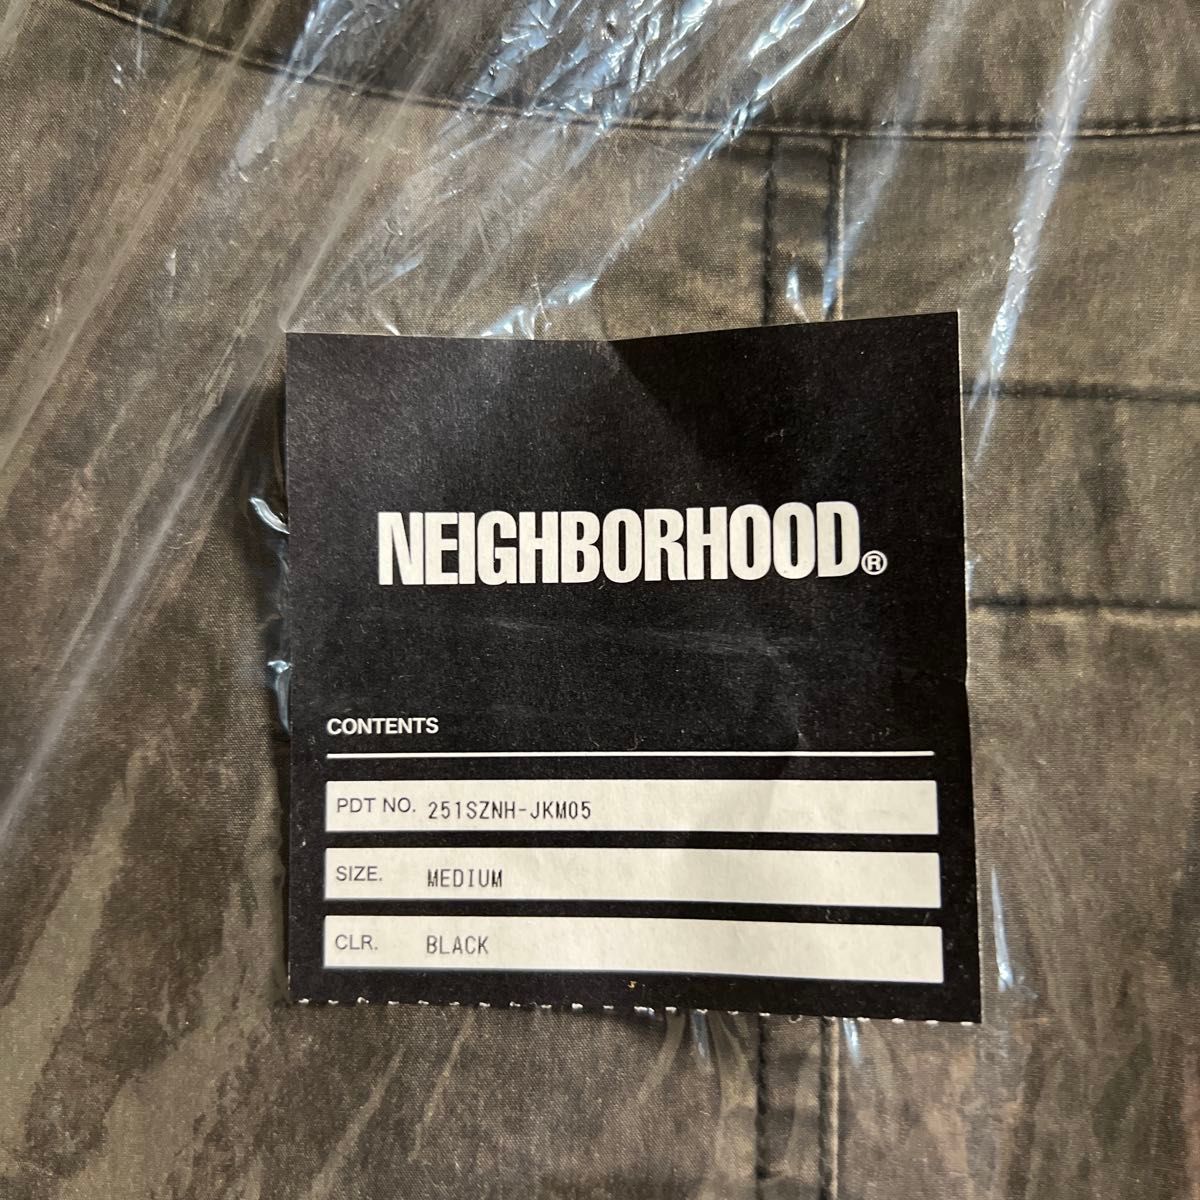 NEIGHBORHOOD®
CONTENTS
PDT NO. 251SZNH-JKM05
SIZE. MEDIUM
CLR. BLACK